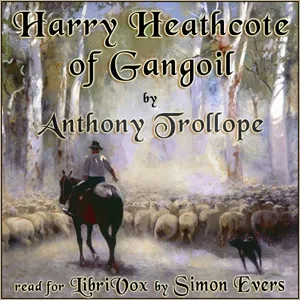 Harry Heathcote
of Gangoil
by
Anthony Trollope
read for LibriVox by Simon Evers